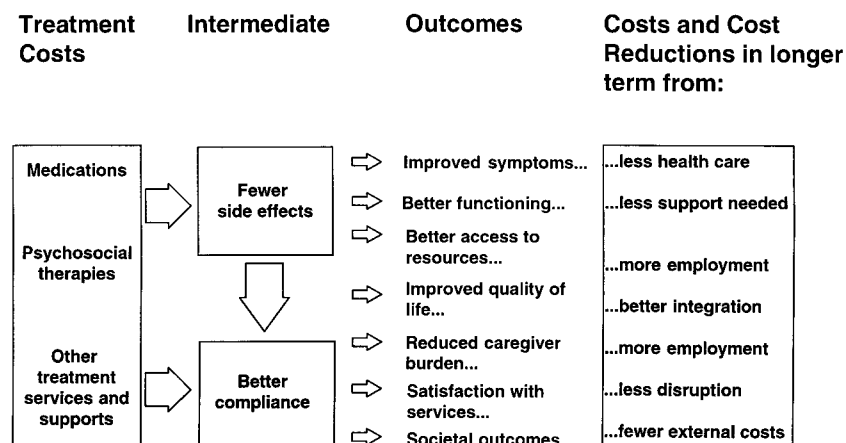 Treatment
Costs
Intermediate
Outcomes
Costs and Cost
Reductions in longer
term from:
Medications
Psychosocial
therapies
Other
treatment
services and
supports
Fewer
side effects
Better
compliance
Improved symptoms...
Better functioning...
Better access to
resources...
Improved quality of
life...
Reduced caregiver
burden...
Satisfaction with
services...
Societal outcomes
...less health care
...less support needed
...more employment
...better integration
...more employment
...less disruption
...fewer external costs